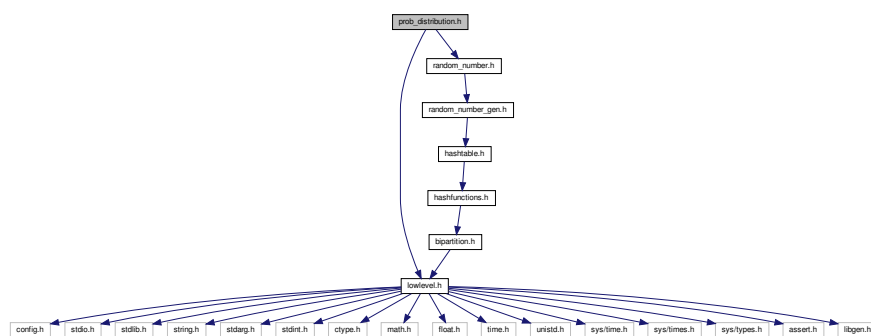 prob_distribution.h
random_number.h
random_number_gen.h
hashtable.h
hashfunctions.h
bipartition.h
lowlevel.h
config.h stdio.h stdlib.h string.h stdarg.h stdint.h ctype.h math.h float.h time.h unistd.h sys/time.h sys/times.h sys/types.h assert.h libgen.h